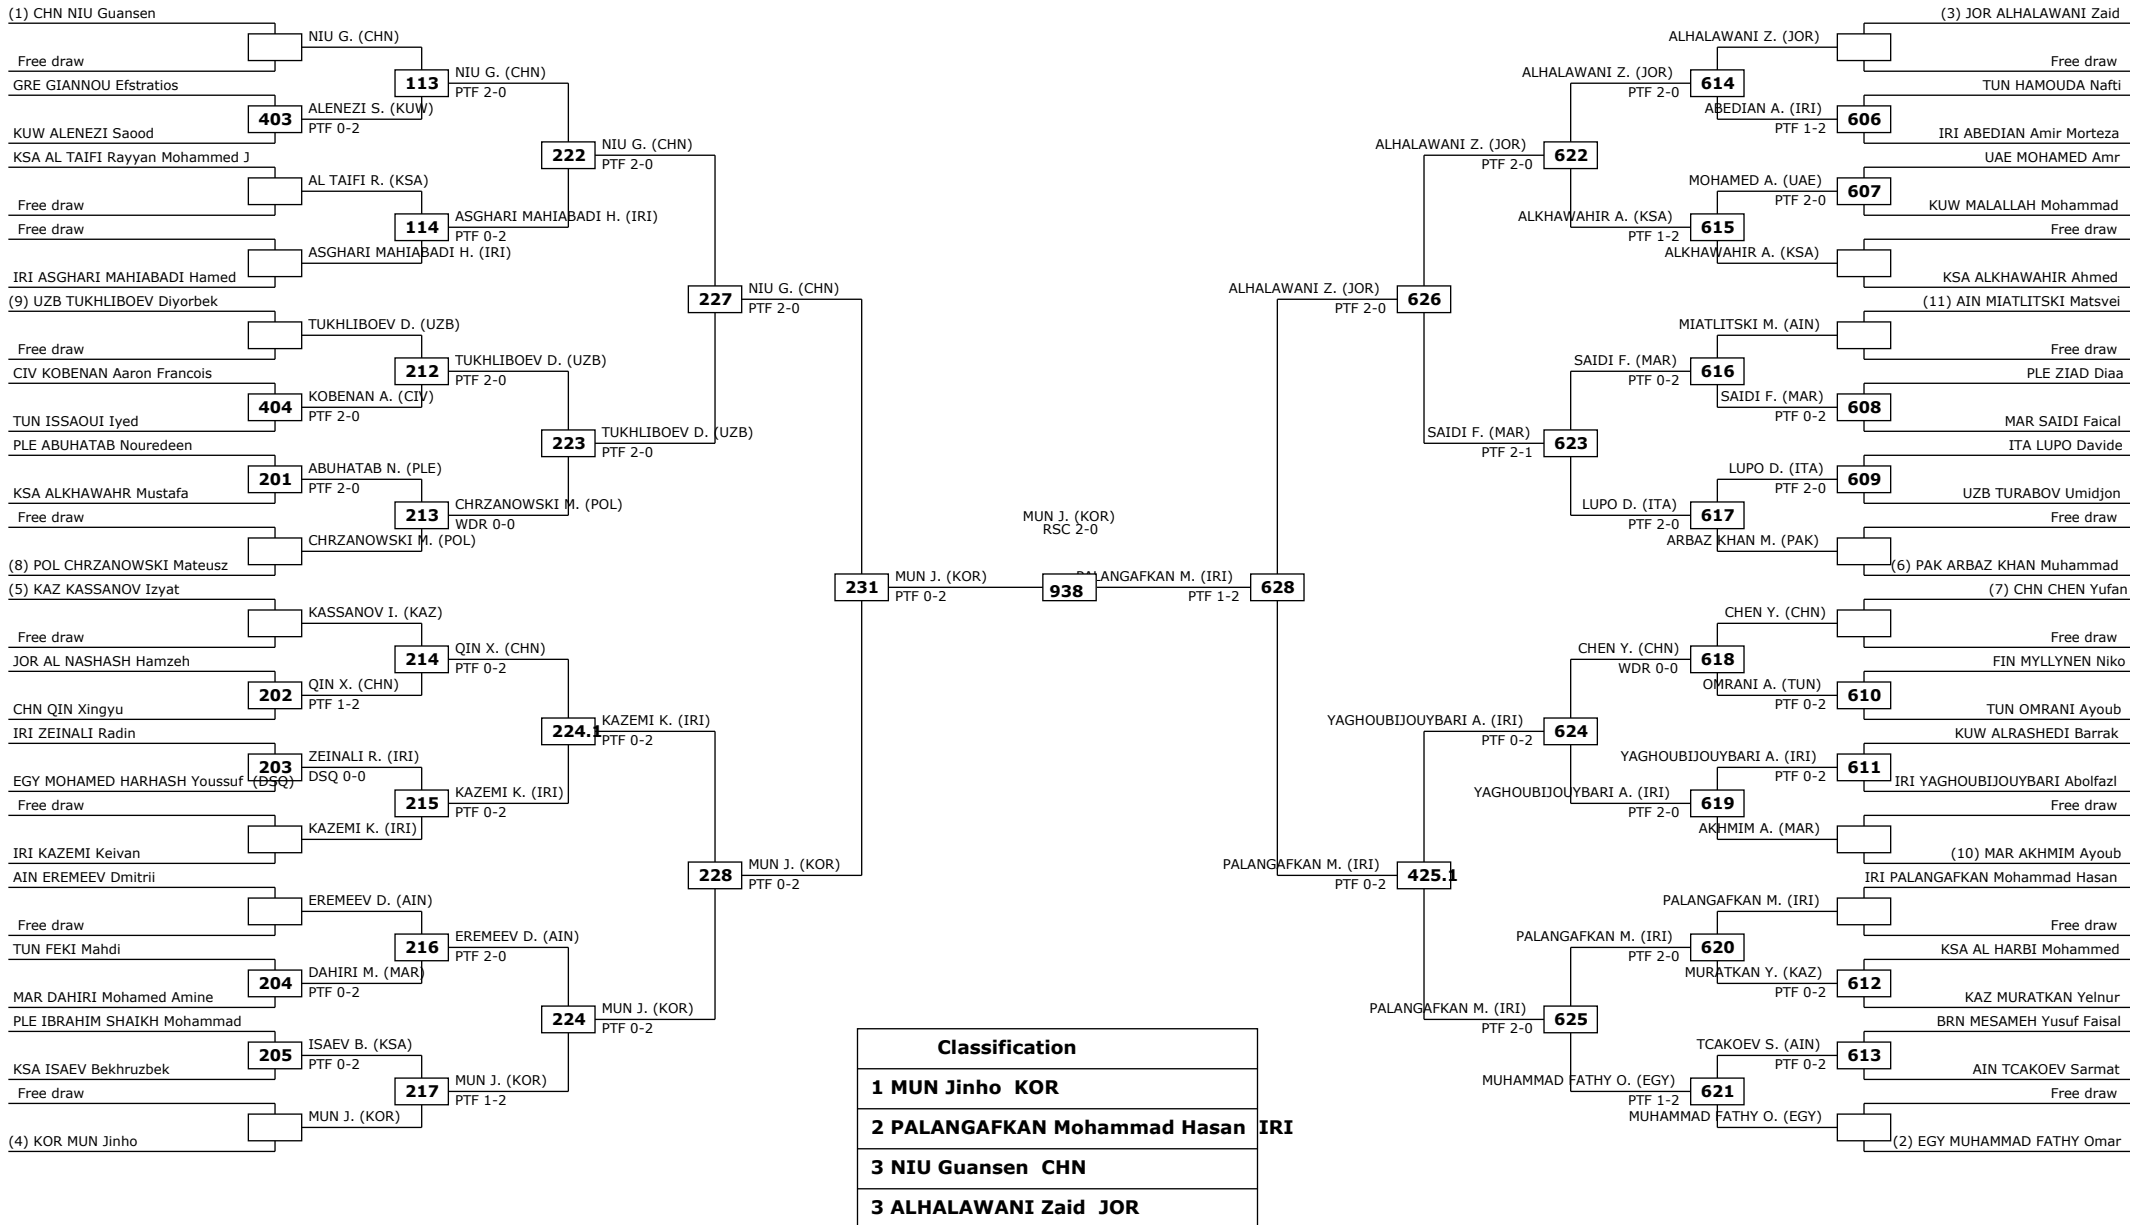 (1) CHN NIU Guansen
Free draw
GRE GIANNOU Efstratios
KUW ALENEZI Saood
KSA AL TAIFI Rayyan Mohammed J
Free draw
Free draw
IRI ASGHARI MAHIABADI Hamed
(9) UZB TUKHLIBOEV Diyorbek
Free draw
CIV KOBENAN Aaron Francois
TUN ISSAOUI Iyed
PLE ABUHATAB Nouredeen
KSA ALKHAWAHR Mustafa
Free draw
(8) POL CHRZANOWSKI Mateusz
(5) KAZ KASSANOV Izyat
Free draw
JOR AL NASHASH Hamzeh
CHN QIN Xingyu
IRI ZEINALI Radin
EGY MOHAMED HARHASH Youssuf (DSQ)
Free draw
IRI KAZEMI Keivan
AIN EREMEEV Dmitrii
Free draw
TUN FEKI Mahdi
MAR DAHIRI Mohamed Amine
PLE IBRAHIM SHAIKH Mohammad
KSA ISAEV Bekhruzbek
Free draw
(4) KOR MUN Jinho
NIU G. (CHN)
403
ALENEZI S. (KUW)
PTF 0-2
AL TAIFI R. (KSA)
ASGHARI MAHIABADI H. (IRI)
TUKHLIBOEV D. (UZB)
404
KOBENAN A. (CIV)
PTF 2-0
201
ABUHATAB N. (PLE)
PTF 2-0
CHRZANOWSKI M. (POL)
KASSANOV I. (KAZ)
202
QIN X. (CHN)
PTF 1-2
203
ZEINALI R. (IRI)
DSQ 0-0
KAZEMI K. (IRI)
EREMEEV D. (AIN)
204
DAHIRI M. (MAR)
PTF 0-2
205
ISAEV B. (KSA)
PTF 0-2
MUN J. (KOR)
113
NIU G. (CHN)
PTF 2-0
114
ASGHARI MAHIABADI H. (IRI)
PTF 0-2
212
TUKHLIBOEV D. (UZB)
PTF 2-0
213
CHRZANOWSKI M. (POL)
WDR 0-0
214
QIN X. (CHN)
PTF 0-2
215
KAZEMI K. (IRI)
PTF 0-2
216
EREMEEV D. (AIN)
PTF 2-0
217
MUN J. (KOR)
PTF 1-2
222
NIU G. (CHN)
PTF 2-0
223
TUKHLIBOEV D. (UZB)
PTF 2-0
224.1
KAZEMI K. (IRI)
PTF 0-2
224
MUN J. (KOR)
PTF 0-2
227
NIU G. (CHN)
PTF 2-0
228
MUN J. (KOR)
PTF 0-2
231
MUN J. (KOR)
PTF 0-2
MUN J. (KOR)
RSC 2-0
938
PALANGAFKAN M. (IRI)
PTF 1-2
628
ALHALAWANI Z. (JOR)
PTF 2-0
626
PALANGAFKAN M. (IRI)
PTF 0-2
425.1
ALHALAWANI Z. (JOR)
PTF 2-0
622
SAIDI F. (MAR)
PTF 2-1
623
YAGHOUBIJOUYBARI A. (IRI)
PTF 0-2
624
PALANGAFKAN M. (IRI)
PTF 2-0
625
ALHALAWANI Z. (JOR)
PTF 2-0
614
ALKHAWAHIR A. (KSA)
PTF 1-2
615
SAIDI F. (MAR)
PTF 0-2
616
LUPO D. (ITA)
PTF 2-0
617
CHEN Y. (CHN)
WDR 0-0
618
YAGHOUBIJOUYBARI A. (IRI)
PTF 2-0
619
PALANGAFKAN M. (IRI)
PTF 2-0
620
MUHAMMAD FATHY O. (EGY)
PTF 1-2
621
ALHALAWANI Z. (JOR)
ABEDIAN A. (IRI)
PTF 1-2
606
MOHAMED A. (UAE)
PTF 2-0
607
ALKHAWAHIR A. (KSA)
MIATLITSKI M. (AIN)
SAIDI F. (MAR)
PTF 0-2
608
LUPO D. (ITA)
PTF 2-0
609
ARBAZ KHAN M. (PAK)
CHEN Y. (CHN)
OMRANI A. (TUN)
PTF 0-2
610
YAGHOUBIJOUYBARI A. (IRI)
PTF 0-2
611
AKHMIM A. (MAR)
PALANGAFKAN M. (IRI)
MURATKAN Y. (KAZ)
PTF 0-2
612
TCAKOEV S. (AIN)
PTF 0-2
613
MUHAMMAD FATHY O. (EGY)
(3) JOR ALHALAWANI Zaid
Free draw
TUN HAMOUDA Nafti
IRI ABEDIAN Amir Morteza
UAE MOHAMED Amr
KUW MALALLAH Mohammad
Free draw
KSA ALKHAWAHIR Ahmed
(11) AIN MIATLITSKI Matsvei
Free draw
PLE ZIAD Diaa
MAR SAIDI Faical
ITA LUPO Davide
UZB TURABOV Umidjon
Free draw
(6) PAK ARBAZ KHAN Muhammad
(7) CHN CHEN Yufan
Free draw
FIN MYLLYNEN Niko
TUN OMRANI Ayoub
KUW ALRASHEDI Barrak
IRI YAGHOUBIJOUYBARI Abolfazl
Free draw
(10) MAR AKHMIM Ayoub
IRI PALANGAFKAN Mohammad Hasan
Free draw
KSA AL HARBI Mohammed
KAZ MURATKAN Yelnur
BRN MESAMEH Yusuf Faisal
AIN TCAKOEV Sarmat
Free draw
(2) EGY MUHAMMAD FATHY Omar
Classification
1 MUN Jinho KOR
2 PALANGAFKAN Mohammad Hasan IRI
3 NIU Guansen CHN
3 ALHALAWANI Zaid JOR